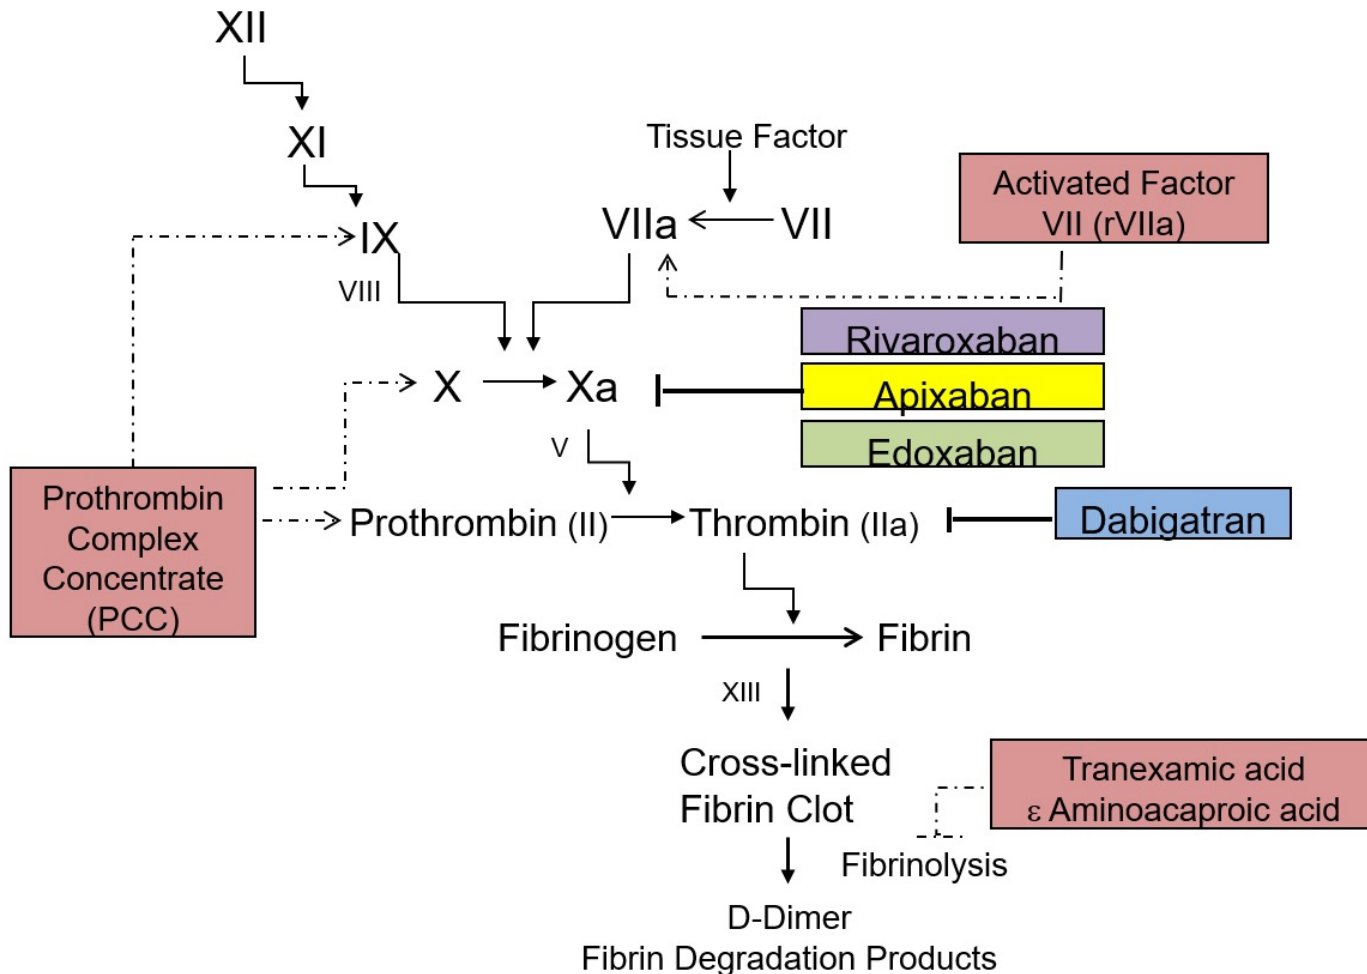 XII
XI
Tissue Factor
Activated Factor
VII (rVIIa)
IX
VIIa
VII
VIII
Rivaroxaban
X
Xa
Apixaban
V
Edoxaban
Prothrombin
Complex
Concentrate
(PCC)
Prothrombin (II)
Thrombin (IIa)
Dabigatran
Fibrinogen
Fibrin
XIII
Cross-linked
Fibrin Clot
Tranexamic acid
ε Aminoacaproic acid
Fibrinolysis
D-Dimer
Fibrin Degradation Products